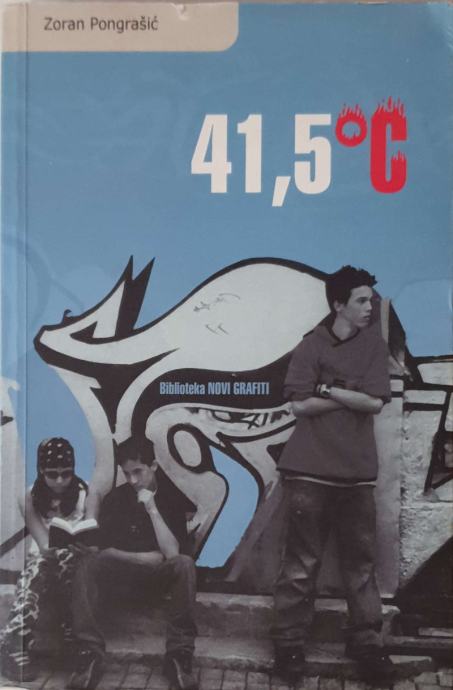 Zoran Pongrašić
41,5°C
Biblioteka NOVI GRAFITI